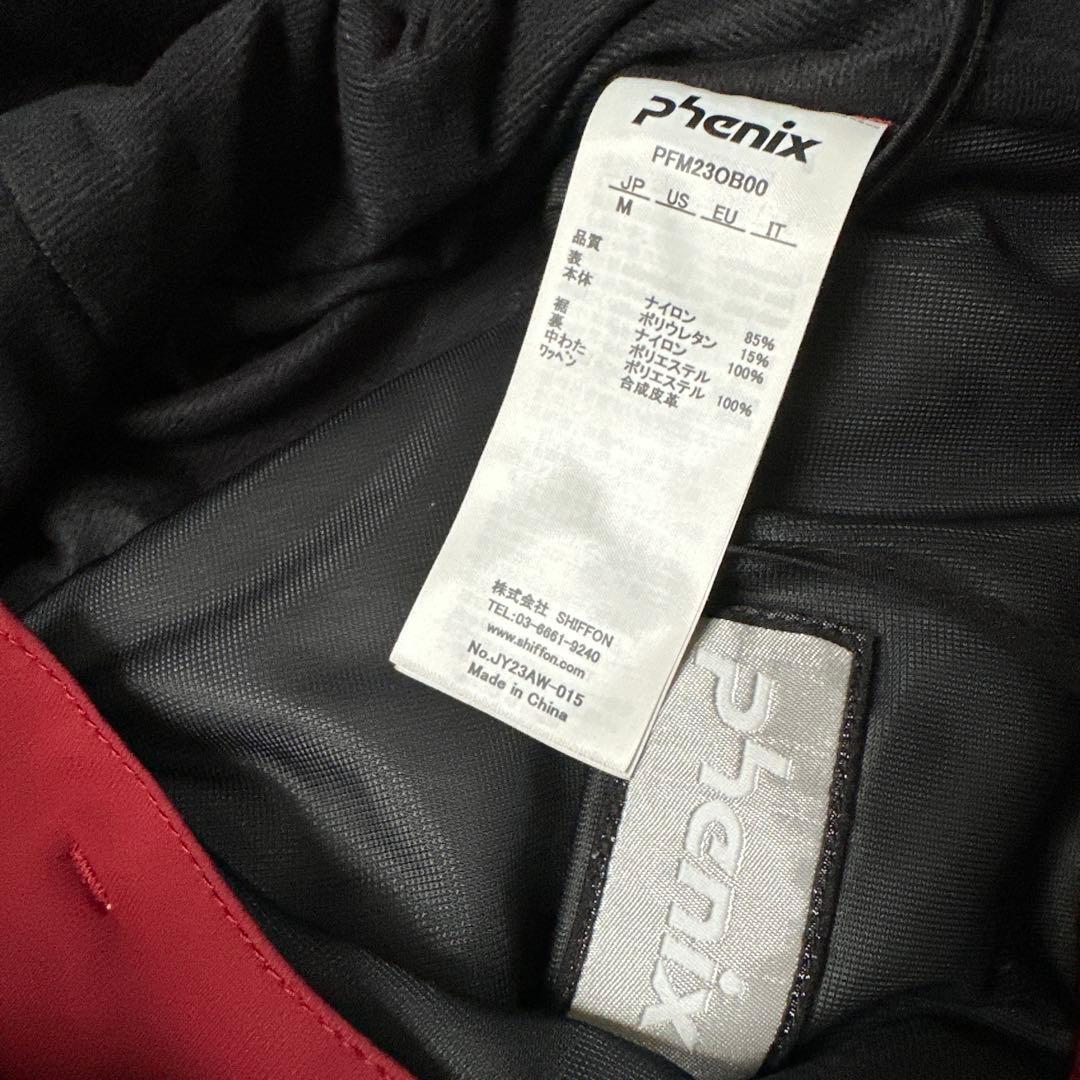 phenix
PFM23OB00
JP US EU IT
M
品質
表
本体 ナイロン 85%
ポリウレタン 15%
裾 ナイロン 100%
裏 ポリエステル
中わた ポリエステル 100%
ワッペン 合成皮革
株式会社 SHIFFON
TEL:03-6661-9240
www.shiffon.com
No.JY23AW-015
Made in China
phenix